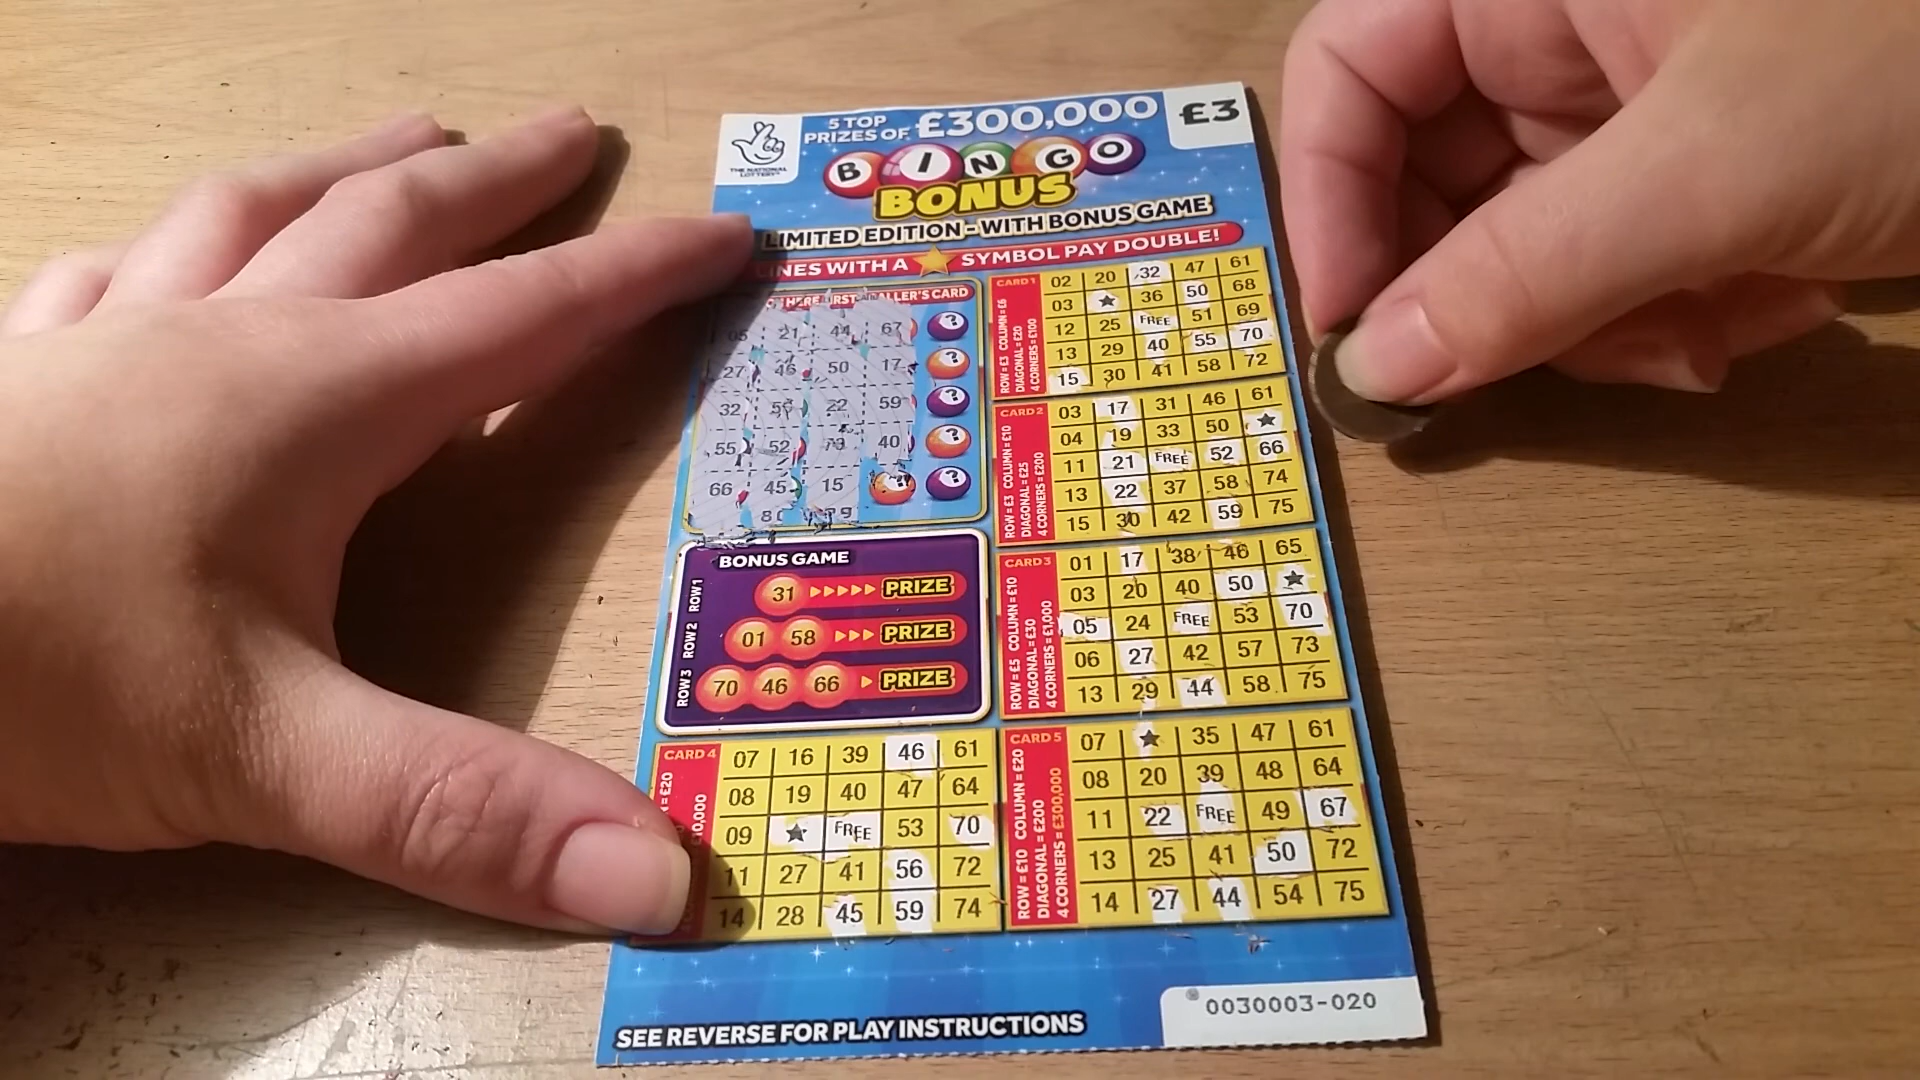 5 TOP
PRIZES OF £300,000
£3
THE NATIONAL
LOTTERY
BINGO
BONUS
LIMITED EDITION - WITH BONUS GAME
LINES WITH A SYMBOL PAY DOUBLE!
HERE FIRST CALLER'S CARD
05 21 44 67 ?
27 46 50 17 ?
32 56 22 59 ?
55 52 70 40 ?
66 45 15 ? ?
CARD 1
ROW = £3 COLUMN = £6
DIAGONAL = £20
4 CORNERS = £100
02 20 32 47 61
03 36 50 68
12 25 FREE 51 69
13 29 40 55 70
15 30 41 58 72
CARD 2
ROW = £3 COLUMN = £10
DIAGONAL = £25
4 CORNERS = £200
03 17 31 46 61
04 19 33 50
11 21 FREE 52 66
13 22 37 58 74
15 30 42 59 75
BONUS GAME
ROW 1 31 PRIZE
ROW 2 01 58 PRIZE
ROW 3 70 46 66 PRIZE
CARD 3
ROW = £5 COLUMN = £10
DIAGONAL = £30
4 CORNERS = £1,000
01 17 38 46 65
03 20 40 50
05 24 FREE 53 70
06 27 42 57 73
13 29 44 58 75
CARD 4
= £20
07 16 39 46 61
08 19 40 47 64
09 FREE 53 70
11 27 41 56 72
14 28 45 59 74
CARD 5
ROW = £10 COLUMN = £20
DIAGONAL = £200
4 CORNERS = £300,000
07 35 47 61
08 20 39 48 64
11 22 FREE 49 67
13 25 41 50 72
14 27 44 54 75
SEE REVERSE FOR PLAY INSTRUCTIONS
0030003-020